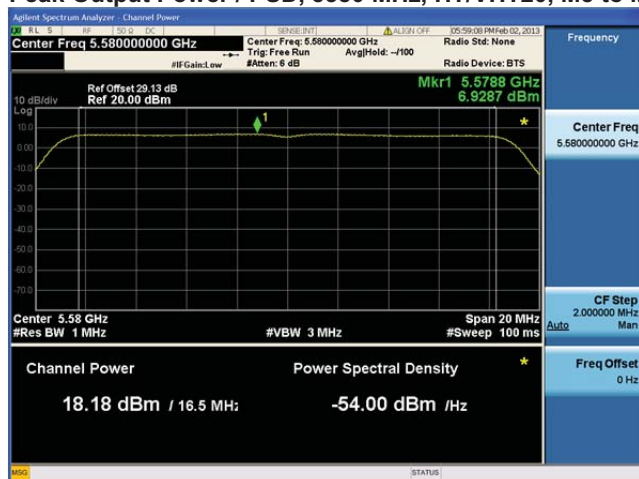 Agilent Spectrum Analyzer - Channel Power
RL S RF 50 Ω DC SENSE:INT ALIGN OFF 05:59:08 PM Feb 02, 2013
Center Freq 5.580000000 GHz
Center Freq: 5.580000000 GHz
Radio Std: None
Trig: Free Run Avg|Hold: --/100
#IFGain:Low #Atten: 6 dB Radio Device: BTS
Frequency
Ref Offset 29.13 dB
Mkr1 5.5788 GHz
10 dB/div Ref 20.00 dBm
6.9287 dBm
Log
10.0
0.00
-10.0
-20.0
-30.0
-40.0
-50.0
-60.0
-70.0
1
*
Center Freq
5.580000000 GHz
CF Step
2.000000 MHz
Auto Man
Freq Offset
0 Hz
Center 5.58 GHz Span 20 MHz
#Res BW 1 MHz #VBW 3 MHz #Sweep 100 ms
Channel Power Power Spectral Density *
18.18 dBm / 16.5 MHz -54.00 dBm /Hz
MSG STATUS